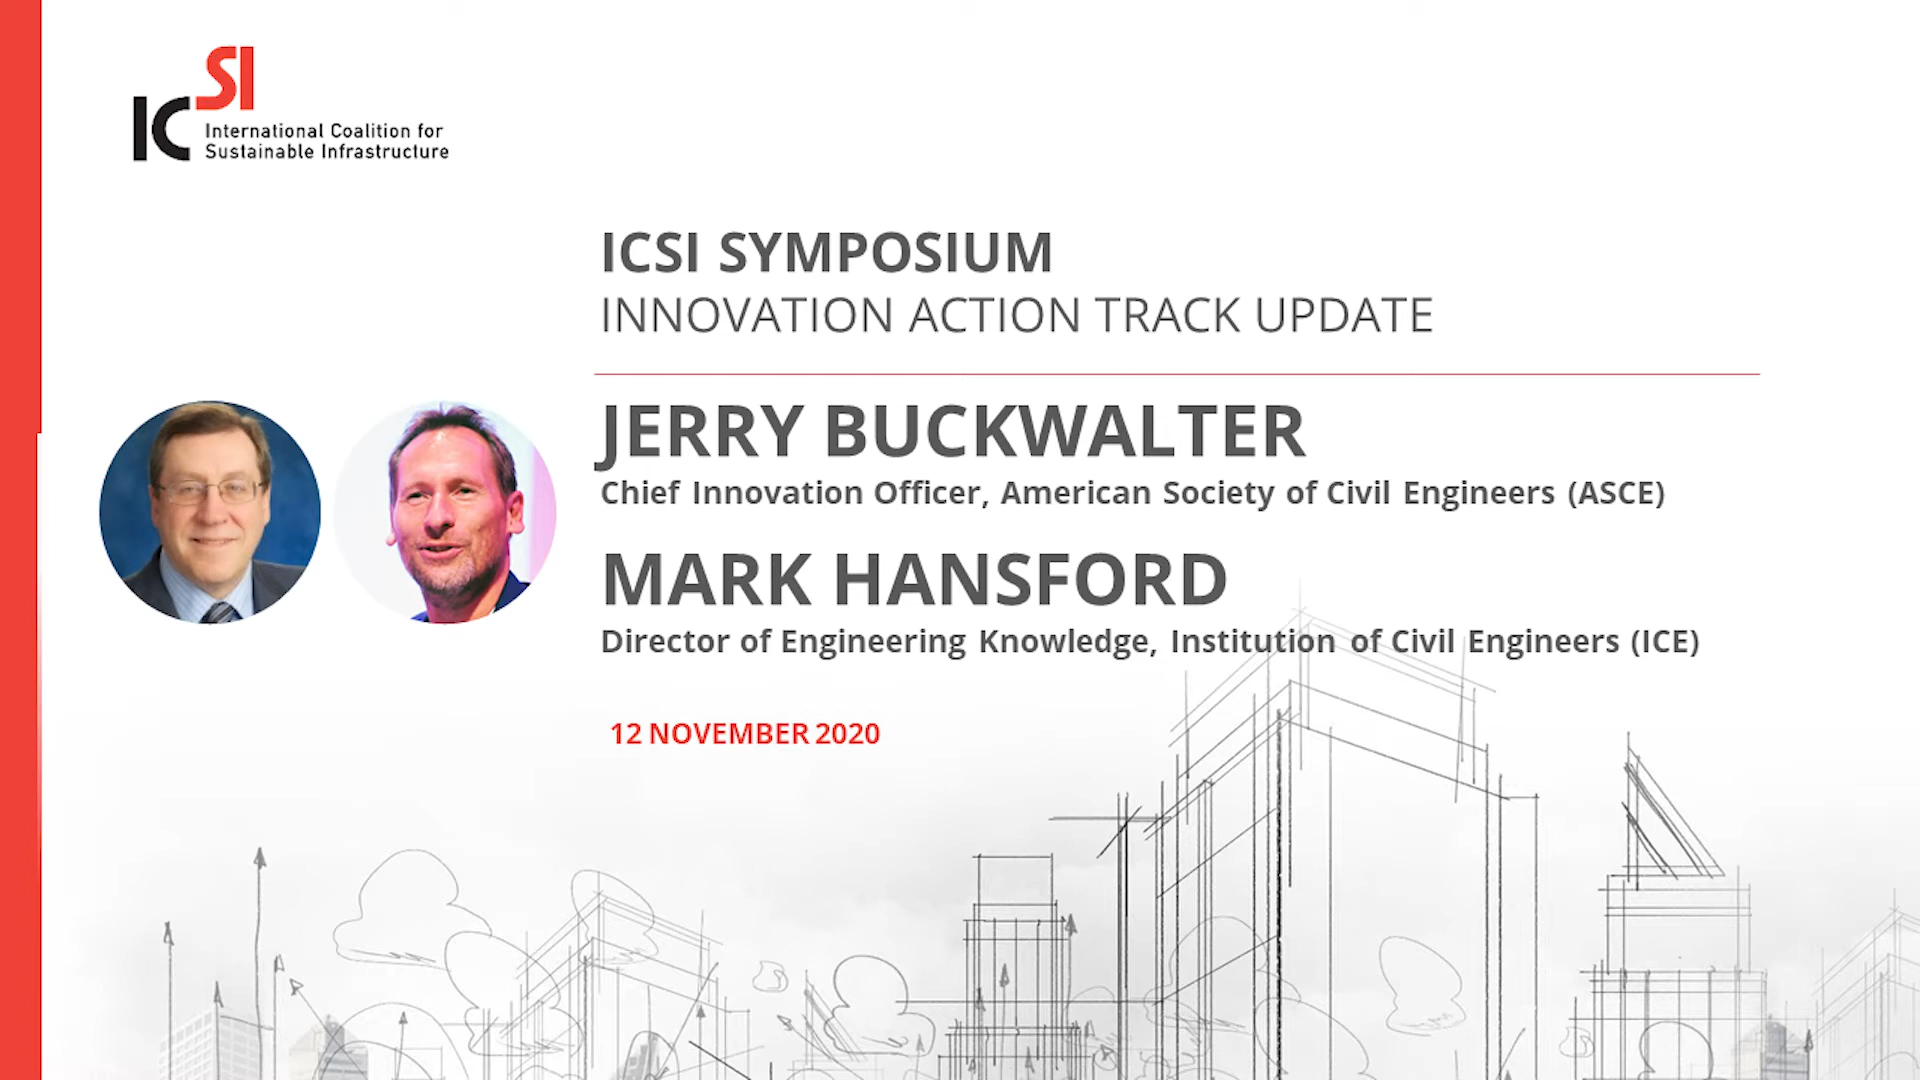 ICSI
International Coalition for
Sustainable Infrastructure
ICSI SYMPOSIUM
INNOVATION ACTION TRACK UPDATE
JERRY BUCKWALTER
Chief Innovation Officer, American Society of Civil Engineers (ASCE)
MARK HANSFORD
Director of Engineering Knowledge, Institution of Civil Engineers (ICE)
12 NOVEMBER 2020